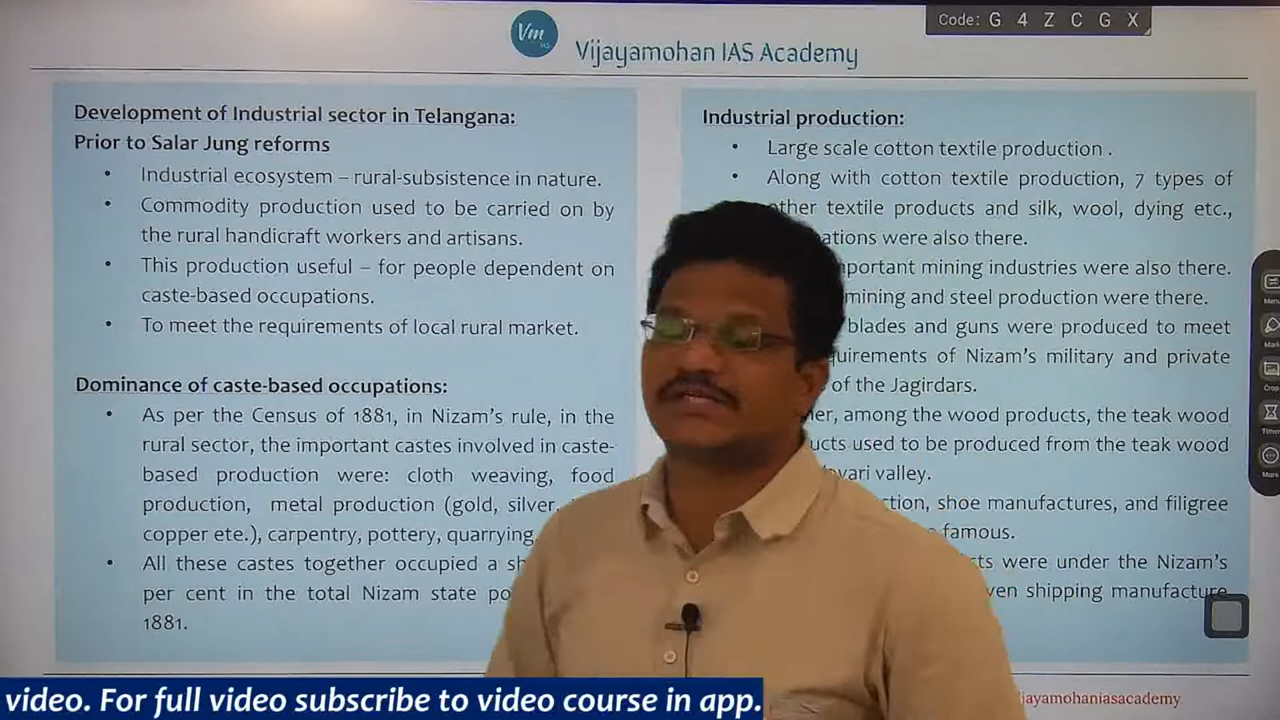 Code: G 4 Z C G X
Vm
IAS
Vijayamohan IAS Academy
Development of Industrial sector in Telangana:
Prior to Salar Jung reforms
• Industrial ecosystem – rural-subsistence in nature.
• Commodity production used to be carried on by
the rural handicraft workers and artisans.
• This production useful – for people dependent on
caste-based occupations.
• To meet the requirements of local rural market.
Dominance of caste-based occupations:
• As per the Census of 1881, in Nizam's rule, in the
rural sector, the important castes involved in caste-
based production were: cloth weaving, food
production, metal production (gold, silver,
copper ete.), carpentry, pottery, quarrying
• All these castes together occupied a
per cent in the total Nizam state
1881.
Industrial production:
• Large scale cotton textile production .
• Along with cotton textile production, 7 types of
other textile products and silk, wool, dying etc.,
were also there.
mining industries were also there.
mining and steel production were there.
blades and guns were produced to meet
of Nizam's military and private
of the Jagirdars.
among the wood products, the teak wood
used to be produced from the teak wood
valley.
shoe manufactures, and filigree
famous.
were under the Nizam's
shipping manufacture
Menu
Mark
Crop
Timer
More
video. For full video subscribe to video course in app.